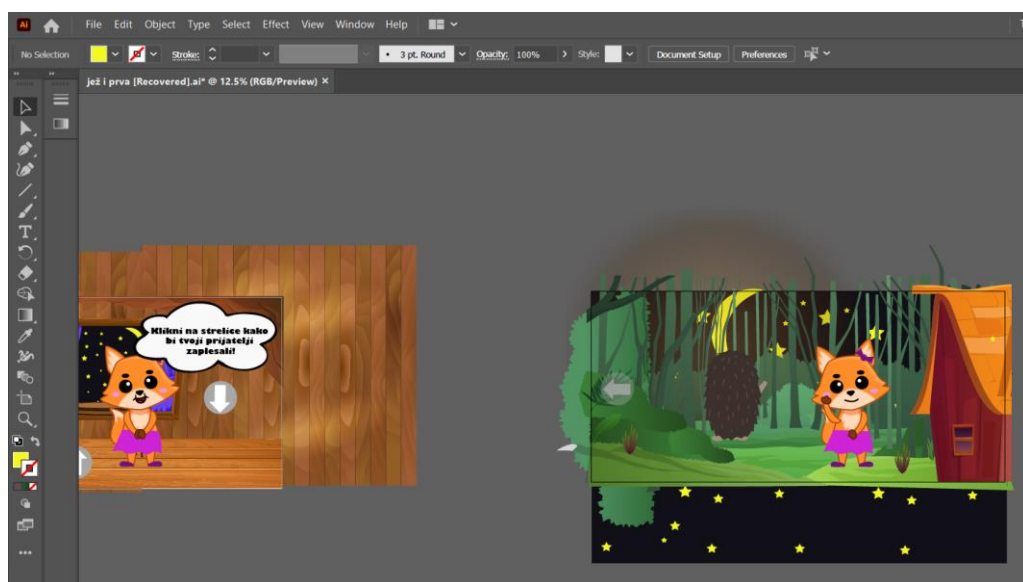 Ai File Edit Object Type Select Effect View Window Help
No Selection Stroke: 3 pt. Round Opacity: 100% Style: Document Setup Preferences
jež i prva [Recovered].ai* @ 12.5% (RGB/Preview) ×
Klikni na strelice kako
bi tvoji prijatelji
zaplesali!